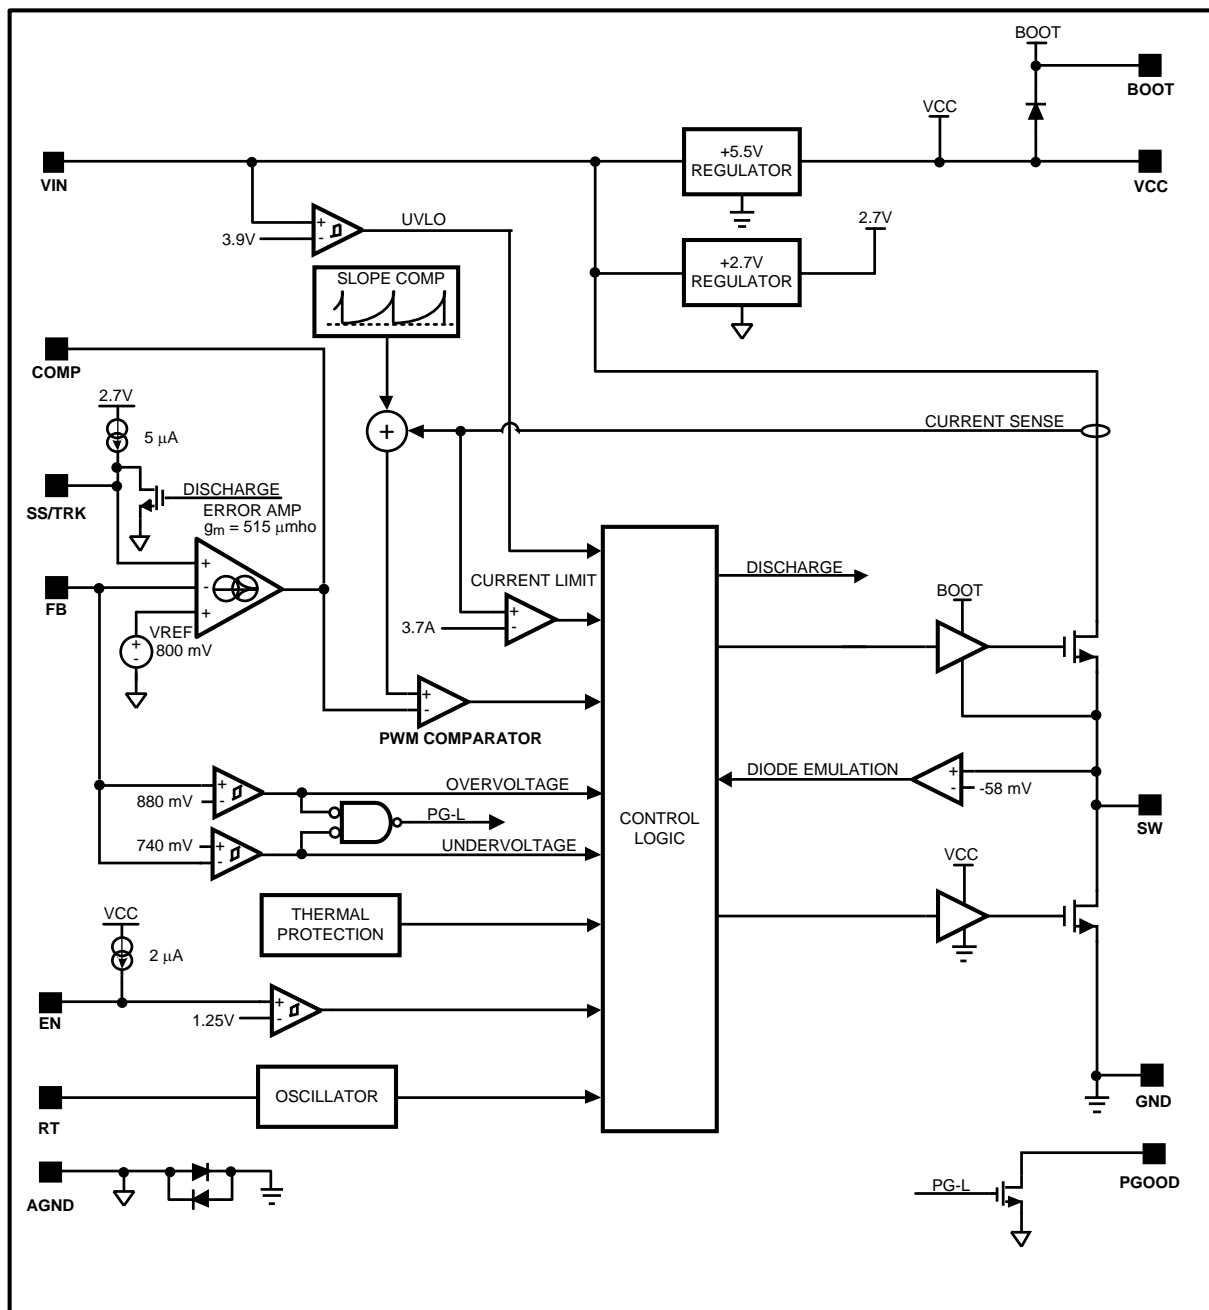 BOOT
BOOT
VCC
VIN
+5.5V
REGULATOR
VCC
UVLO
+
-
3.9V
2.7V
+2.7V
REGULATOR
SLOPE COMP
COMP
2.7V
5 µA
+
CURRENT SENSE
SS/TRK
DISCHARGE
ERROR AMP
gm = 515 µmho
+
-
+
FB
VREF
800 mV
+
-
CURRENT LIMIT
+
-
3.7A
DISCHARGE
BOOT
+
-
PWM COMPARATOR
CONTROL
LOGIC
OVERVOLTAGE
+
-
880 mV
PG-L
740 mV
+
-
UNDERVOLTAGE
DIODE EMULATION
+
-
-58 mV
SW
VCC
THERMAL
PROTECTION
VCC
2 µA
EN
+
-
1.25V
RT
OSCILLATOR
GND
AGND
PG-L
PGOOD